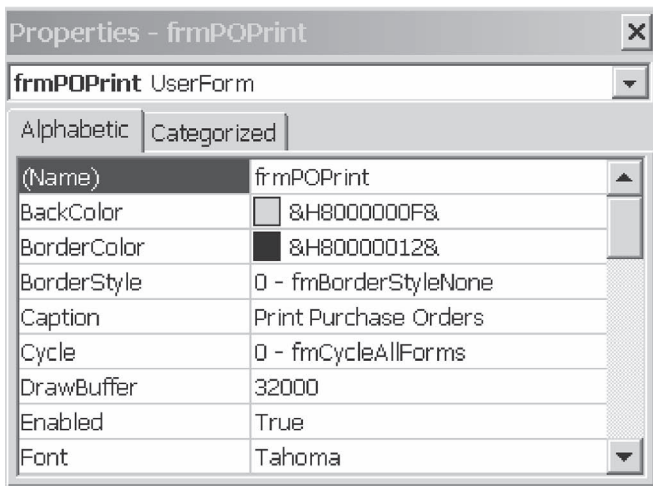 Properties - frmPOPrint
frmPOPrint UserForm
Alphabetic Categorized
(Name) frmPOPrint
BackColor &H8000000F&
BorderColor &H80000012&
BorderStyle 0 - fmBorderStyleNone
Caption Print Purchase Orders
Cycle 0 - fmCycleAllForms
DrawBuffer 32000
Enabled True
Font Tahoma